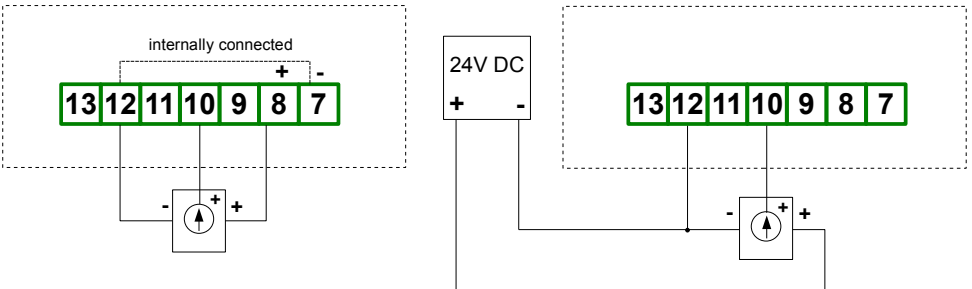 internally connected
+ -
13 12 11 10 9 8 7
- + +
24V DC
+ -
13 12 11 10 9 8 7
- + +